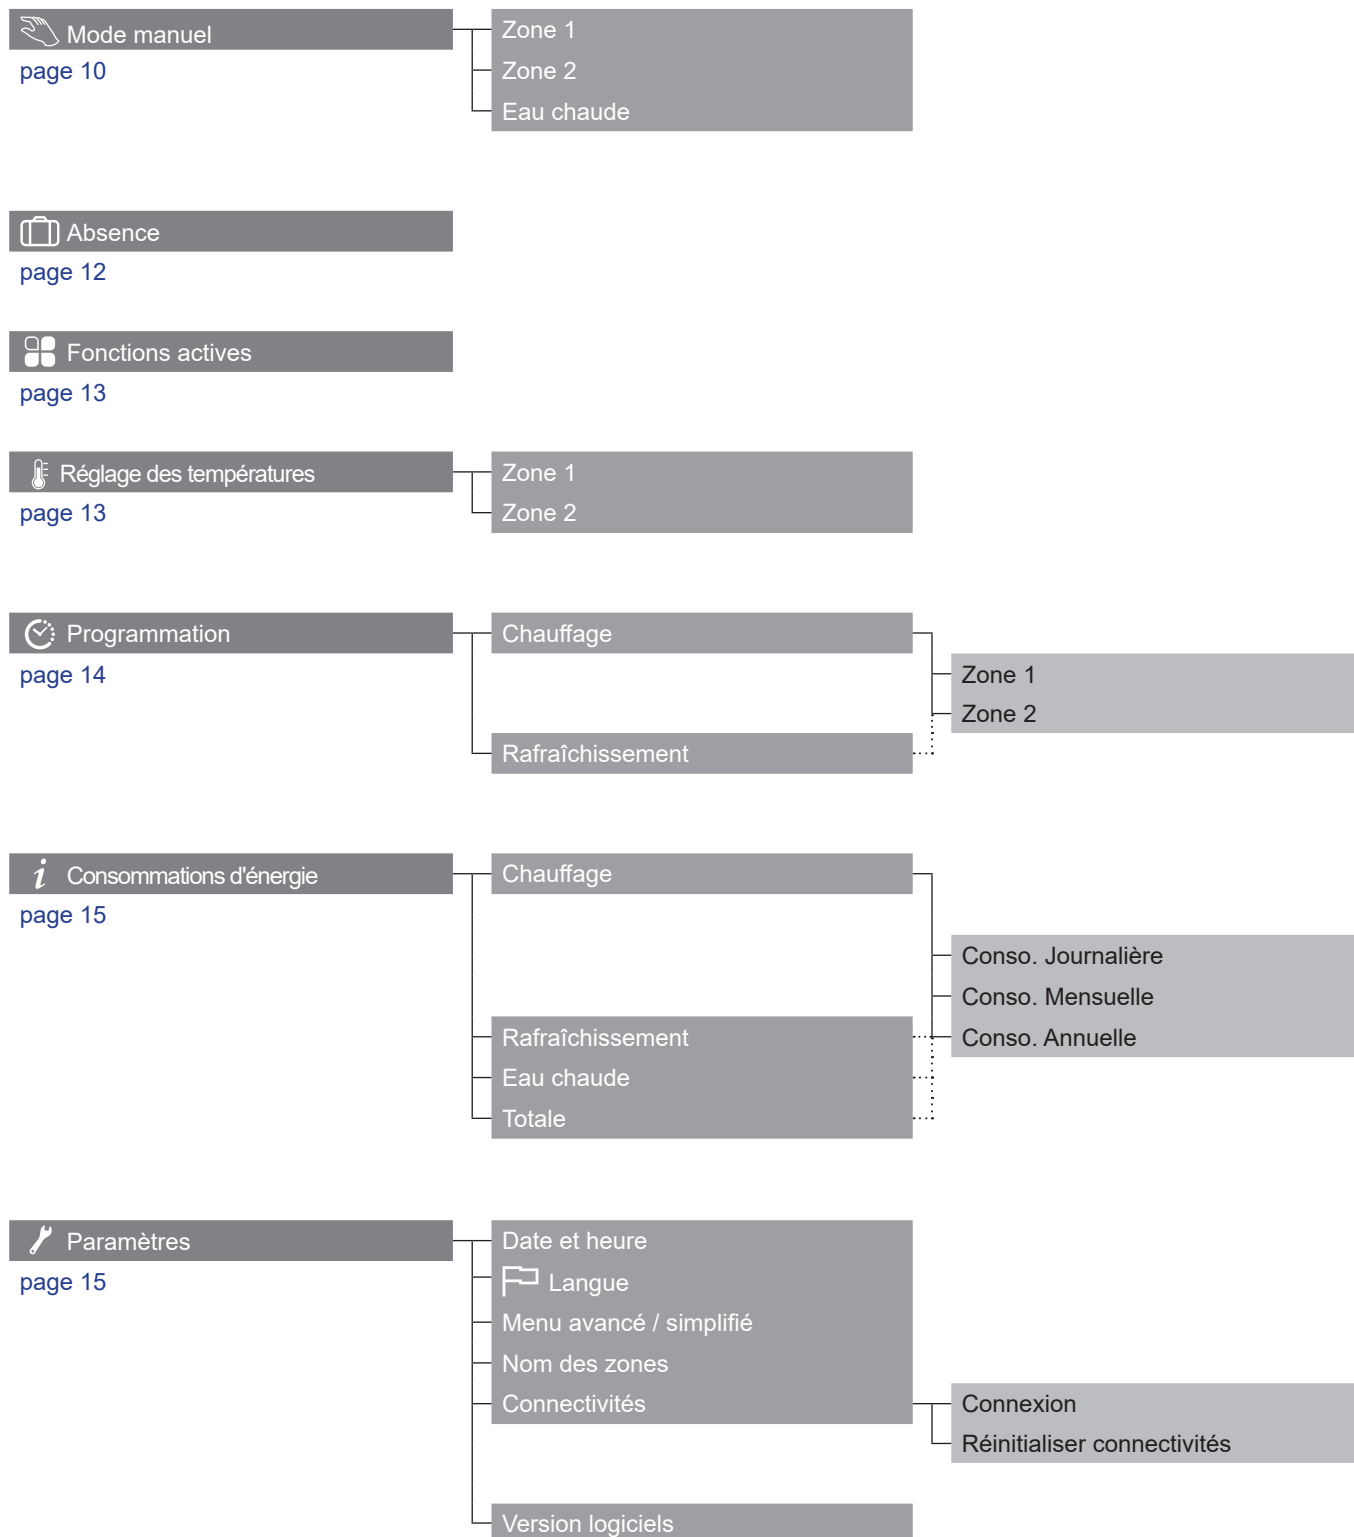 Mode manuel
page 10
Zone 1
Zone 2
Eau chaude
Absence
page 12
Fonctions actives
page 13
Réglage des températures
page 13
Zone 1
Zone 2
Programmation
page 14
Chauffage
Zone 1
Zone 2
Rafraîchissement
Consommations d'énergie
page 15
Chauffage
Conso. Journalière
Conso. Mensuelle
Conso. Annuelle
Rafraîchissement
Eau chaude
Totale
Paramètres
page 15
Date et heure
Langue
Menu avancé / simplifié
Nom des zones
Connectivités
Connexion
Réinitialiser connectivités
Version logiciels